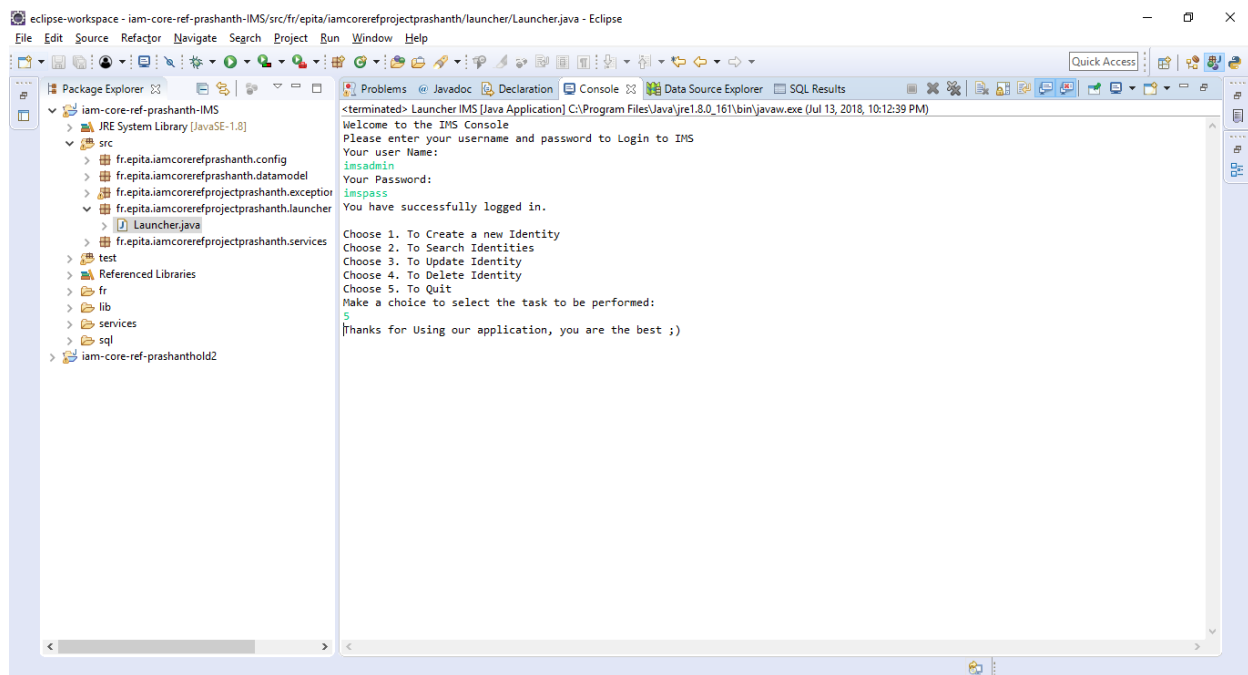 eclipse-workspace - iam-core-ref-prashanth-IMS/src/fr/epita/iamcorerefprojectprashanth/launcher/Launcher.java - Eclipse
File Edit Source Refactor Navigate Search Project Run Window Help
Quick Access
Package Explorer
iam-core-ref-prashanth-IMS
JRE System Library [JavaSE-1.8]
src
fr.epita.iamcorerefprashanth.config
fr.epita.iamcorerefprashanth.datamodel
fr.epita.iamcorerefprojectprashanth.exception
fr.epita.iamcorerefprojectprashanth.launcher
Launcher.java
fr.epita.iamcorerefprojectprashanth.services
test
Referenced Libraries
fr
lib
services
sql
iam-core-ref-prashanthold2
Problems @ Javadoc Declaration Console Data Source Explorer SQL Results
<terminated> Launcher IMS [Java Application] C:\Program Files\Java\jre1.8.0_161\bin\javaw.exe (Jul 13, 2018, 10:12:39 PM)
Welcome to the IMS Console
Please enter your username and password to Login to IMS
Your user Name:
imsadmin
Your Password:
imspass
You have successfully logged in.
Choose 1. To Create a new Identity
Choose 2. To Search Identities
Choose 3. To Update Identity
Choose 4. To Delete Identity
Choose 5. To Quit
Make a choice to select the task to be performed:
5
Thanks for Using our application, you are the best ;)